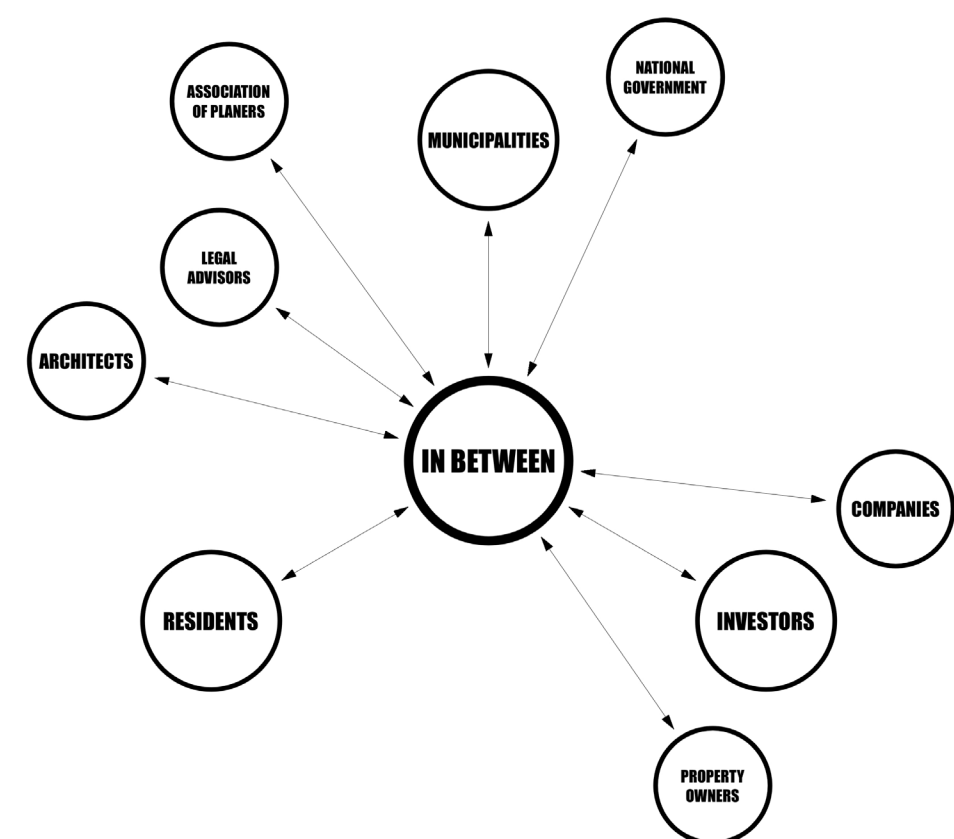 NATIONAL
GOVERNMENT
ASSOCIATION
OF PLANERS
MUNICIPALITIES
LEGAL
ADVISORS
ARCHITECTS
IN BETWEEN
COMPANIES
RESIDENTS
INVESTORS
PROPERTY
OWNERS